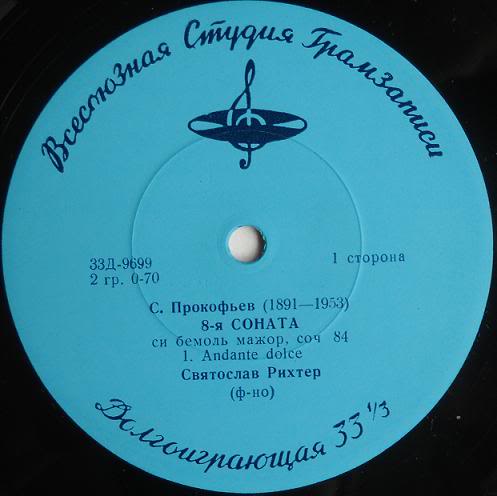 Всесоюзная Студия Грамзаписи
33Д-9699
2 гр. 0-70
1 сторона
С. Прокофьев (1891—1953)
8-я СОНАТА
си бемоль мажор, соч 84
1. Andante dolce
Святослав Рихтер
(ф-но)
Долгоиграющая 33 1/3